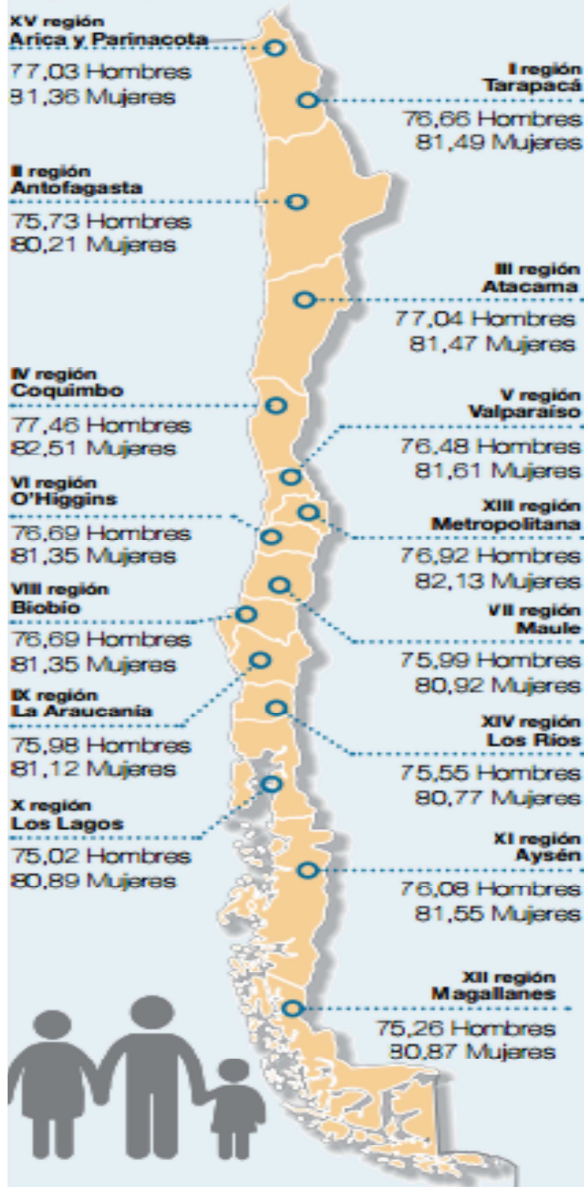 XV región
Arica y Parinacota
77,03 Hombres
81,36 Mujeres
I región
Tarapacá
76,66 Hombres
81,49 Mujeres
II región
Antofagasta
75,73 Hombres
80,21 Mujeres
III región
Atacama
77,04 Hombres
81,47 Mujeres
IV región
Coquimbo
77,46 Hombres
82,51 Mujeres
V región
Valparaíso
76,48 Hombres
81,61 Mujeres
VI región
O'Higgins
76,69 Hombres
81,35 Mujeres
XIII región
Metropolitana
76,92 Hombres
82,13 Mujeres
VIII región
Biobio
76,69 Hombres
81,35 Mujeres
VII región
Maule
75,99 Hombres
80,92 Mujeres
IX región
La Araucanía
75,98 Hombres
81,12 Mujeres
XIV región
Los Ríos
75,55 Hombres
80,77 Mujeres
X región
Los Lagos
75,02 Hombres
80,89 Mujeres
XI región
Aysén
76,08 Hombres
81,55 Mujeres
XII región
Magallanes
75,26 Hombres
80,87 Mujeres